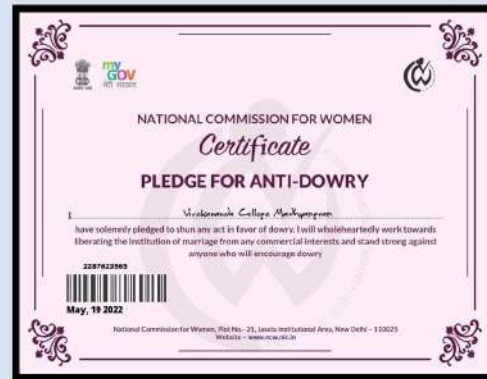 my
GOV
मेरी सरकार
NATIONAL COMMISSION FOR WOMEN
Certificate
PLEDGE FOR ANTI-DOWRY
I Vivekananda College Madhyampram
have solemnly pledged to shun any act in favor of dowry. I will wholeheartedly work towards
liberating the institution of marriage from any commercial interests and stand strong against
anyone who will encourage dowry
2287623565
May, 19 2022
National Commission for Women, Plot No.- 21, Jasola Institutional Area, New Delhi - 110025
Website - www.ncw.nic.in